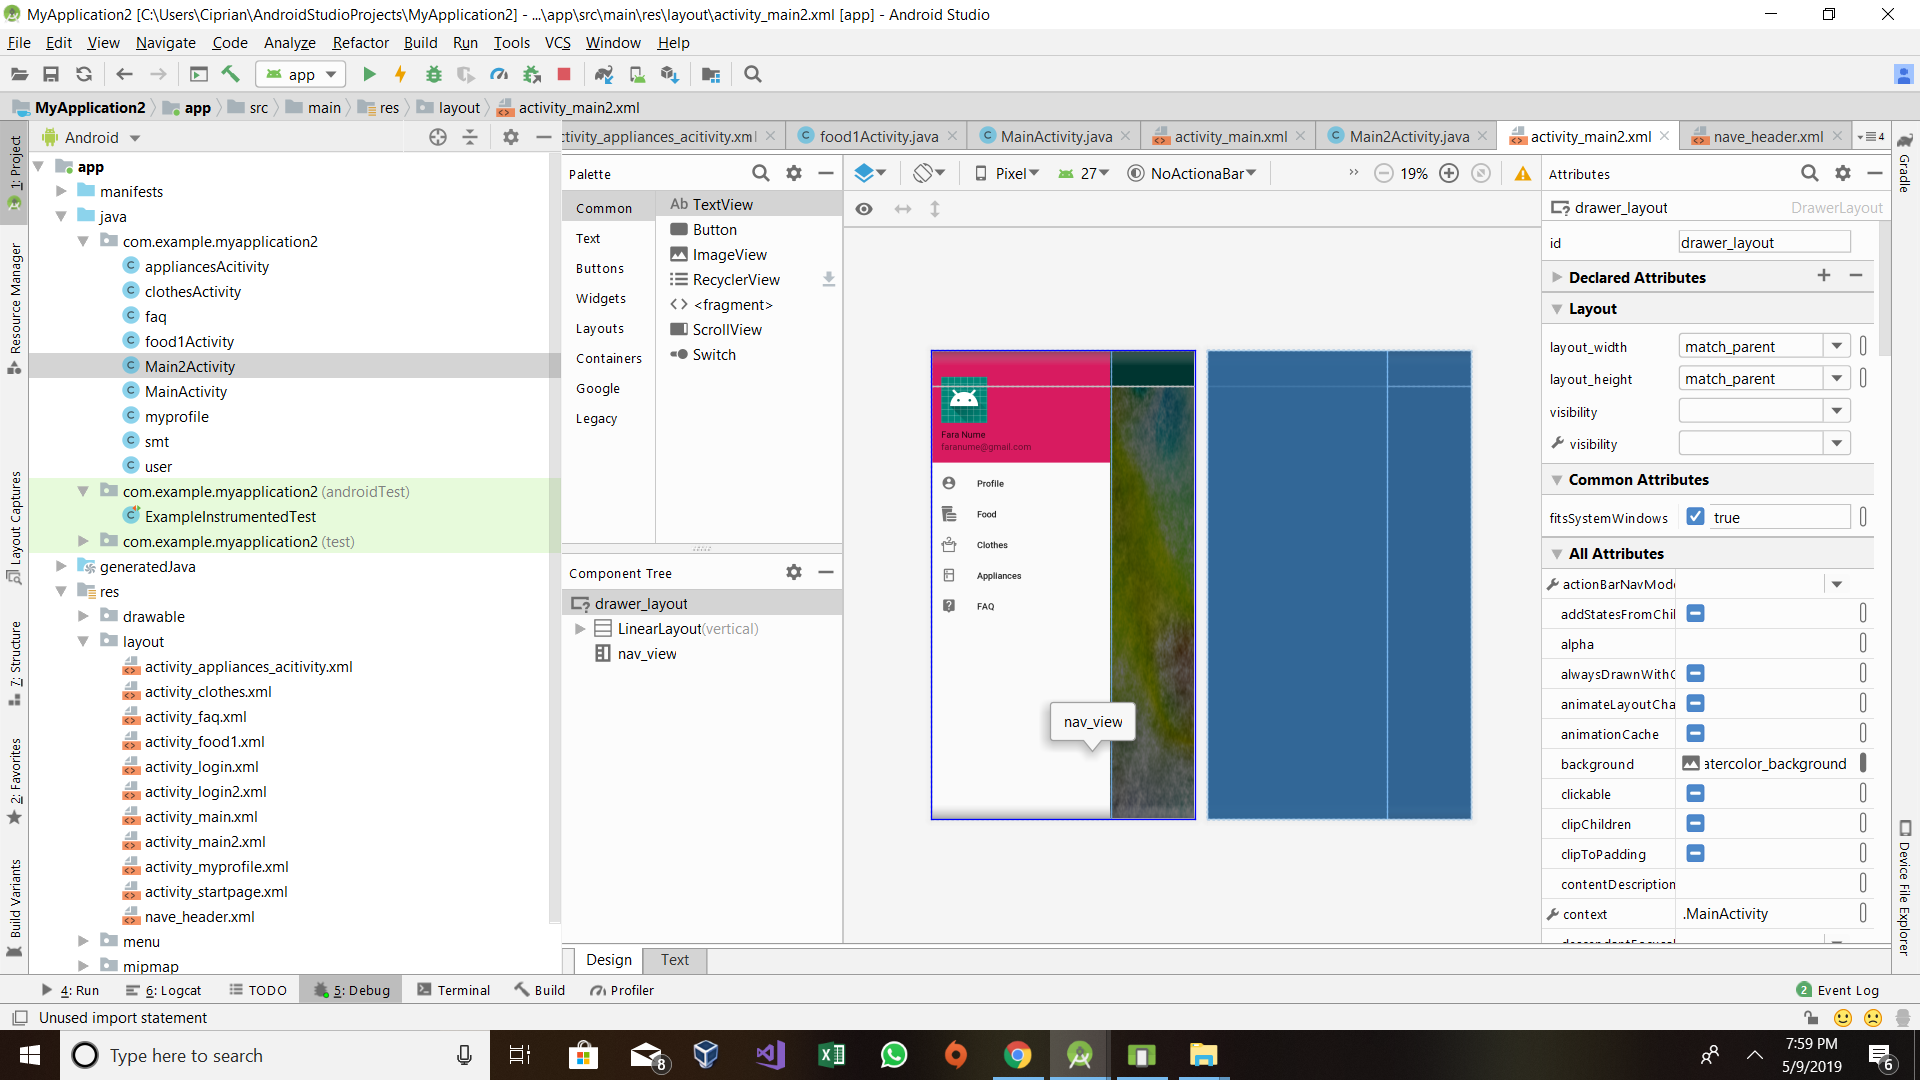 MyApplication2 [C:\Users\Ciprian\AndroidStudioProjects\MyApplication2] - ...\app\src\main\res\layout\activity_main2.xml [app] - Android Studio
File Edit View Navigate Code Analyze Refactor Build Run Tools VCS Window Help
app
MyApplication2 app src main res layout activity_main2.xml
Android
ctivity_appliances_acitivity.xml food1Activity.java MainActivity.java activity_main.xml Main2Activity.java activity_main2.xml nave_header.xml 4
1: Project
Resource Manager
Layout Captures
7: Structure
2: Favorites
Build Variants
app
manifests
java
com.example.myapplication2
appliancesAcitivity
clothesActivity
faq
food1Activity
Main2Activity
MainActivity
myprofile
smt
user
com.example.myapplication2 (androidTest)
ExampleInstrumentedTest
com.example.myapplication2 (test)
generatedJava
res
drawable
layout
activity_appliances_acitivity.xml
activity_clothes.xml
activity_faq.xml
activity_food1.xml
activity_login.xml
activity_login2.xml
activity_main.xml
activity_main2.xml
activity_myprofile.xml
activity_startpage.xml
nave_header.xml
menu
mipmap
Palette
Common
Text
Buttons
Widgets
Layouts
Containers
Google
Legacy
Ab TextView
Button
ImageView
RecyclerView
<fragment>
ScrollView
Switch
Component Tree
drawer_layout
LinearLayout(vertical)
nav_view
Pixel 27 NoActionaBar 19%
Fara Nume
faranume@gmail.com
Profile
Food
Clothes
Appliances
FAQ
nav_view
Design Text
Attributes
drawer_layout DrawerLayout
id drawer_layout
Declared Attributes
Layout
layout_width match_parent
layout_height match_parent
visibility
visibility
Common Attributes
fitsSystemWindows true
All Attributes
actionBarNavMode
addStatesFromChil
alpha
alwaysDrawnWithC
animateLayoutCha
animationCache
background atercolor_background
clickable
clipChildren
clipToPadding
contentDescription
context .MainActivity
Gradle
Device File Explorer
4: Run 6: Logcat TODO 5: Debug Terminal Build Profiler 2 Event Log
Unused import statement
Type here to search
8
7:59 PM
5/9/2019
6